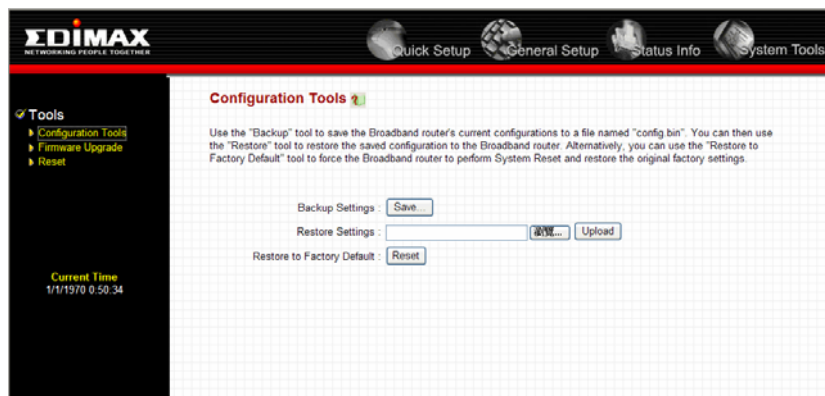 EDIMAX
NETWORKING PEOPLE TOGETHER
Quick Setup
General Setup
Status Info
System Tools
Tools
Configuration Tools
Firmware Upgrade
Reset
Current Time
1/1/1970 0:50:34
Configuration Tools
Use the "Backup" tool to save the Broadband router's current configurations to a file named "config.bin". You can then use
the "Restore" tool to restore the saved configuration to the Broadband router. Alternatively, you can use the "Restore to
Factory Default" tool to force the Broadband router to perform System Reset and restore the original factory settings.
Backup Settings : Save...
Restore Settings : Upload
Restore to Factory Default : Reset